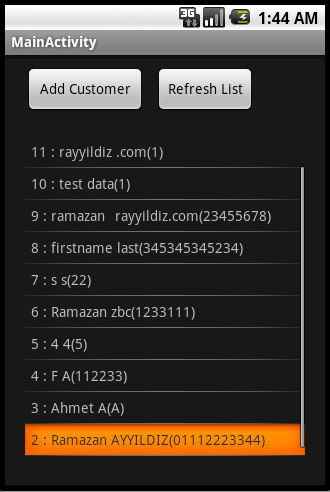 3G 1:44 AM
MainActivity
Add Customer Refresh List
11 : rayyildiz .com(1)
10 : test data(1)
9 : ramazan   rayyildiz.com(23455678)
8 : firstname last(345345345234)
7 : s s(22)
6 : Ramazan zbc(1233111)
5 : 4 4(5)
4 : F A(112233)
3 : Ahmet A(A)
2 : Ramazan AYYILDIZ(01112223344)